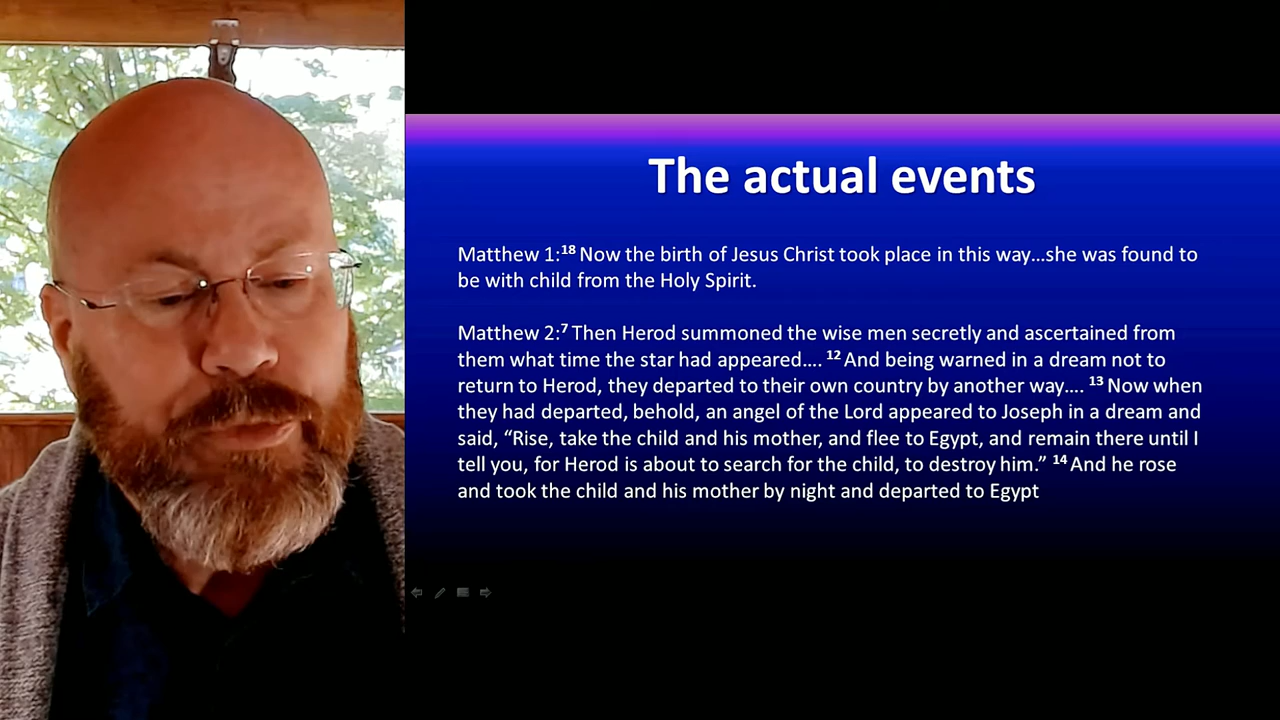 The actual events
Matthew 1:18 Now the birth of Jesus Christ took place in this way...she was found to
be with child from the Holy Spirit.
Matthew 2:7 Then Herod summoned the wise men secretly and ascertained from
them what time the star had appeared.... 12 And being warned in a dream not to
return to Herod, they departed to their own country by another way.... 13 Now when
they had departed, behold, an angel of the Lord appeared to Joseph in a dream and
said, “Rise, take the child and his mother, and flee to Egypt, and remain there until I
tell you, for Herod is about to search for the child, to destroy him.” 14 And he rose
and took the child and his mother by night and departed to Egypt